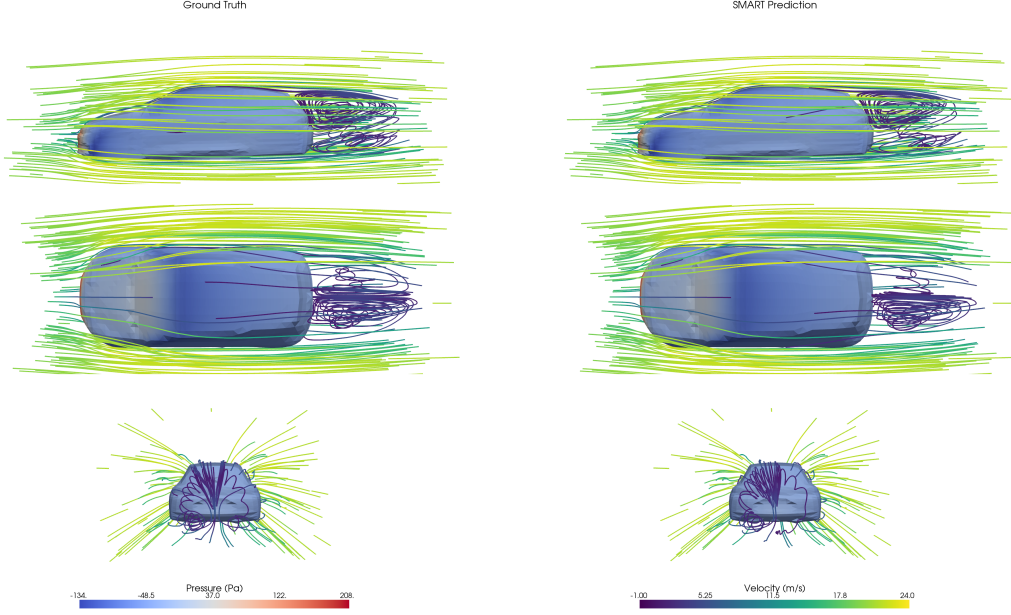 Ground Truth
SMART Prediction
Pressure (Pa)
-134. -48.5 37.0 122. 208.
Velocity (m/s)
-1.00 5.25 11.5 17.8 24.0